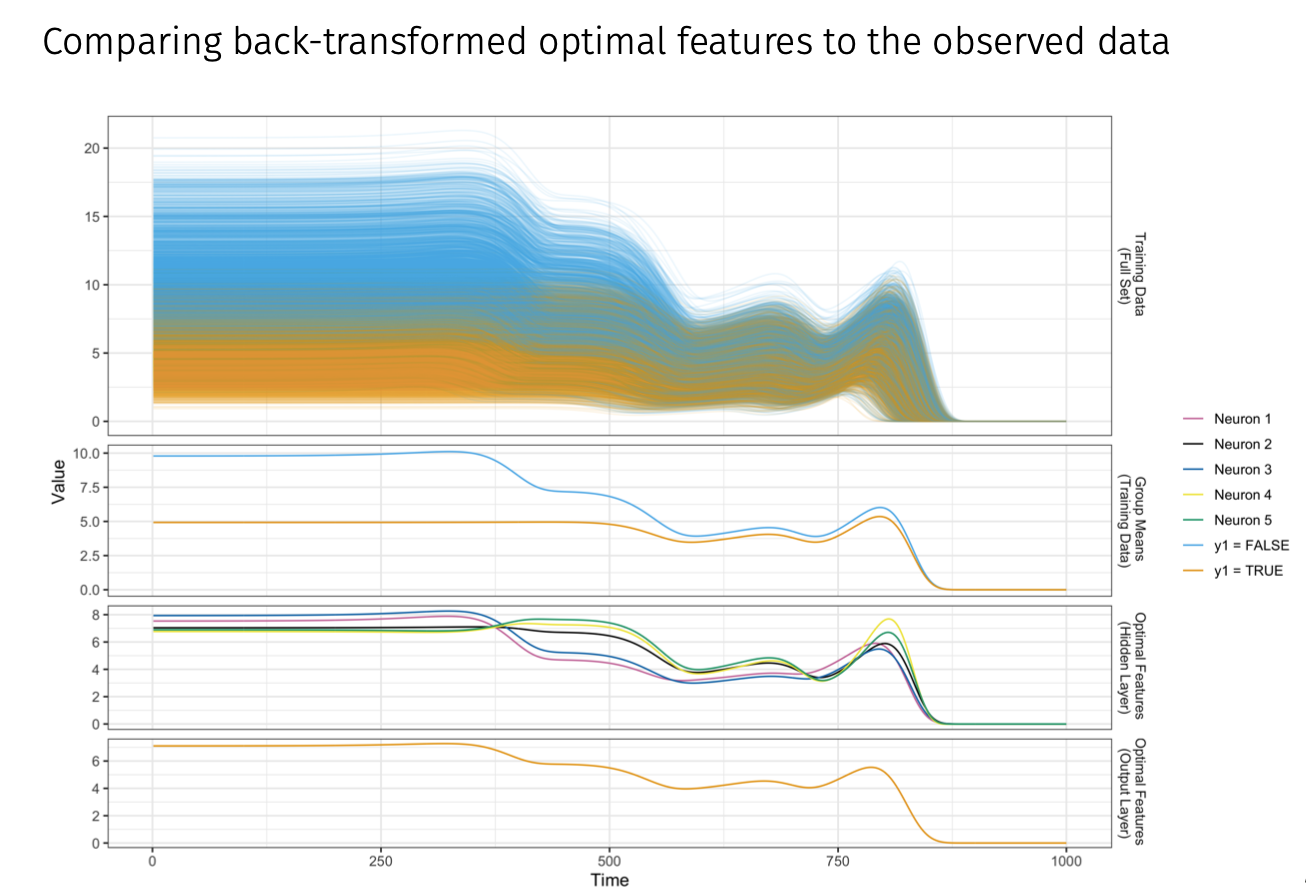 Comparing back-transformed optimal features to the observed data
20
15
10
5
0
Training Data
(Full Set)
10.0
7.5
5.0
2.5
0.0
Group Means
(Training Data)
8
6
4
2
0
Optimal Features
(Hidden Layer)
6
4
2
0
Optimal Features
(Output Layer)
Value
0
250
500
750
1000
Time
Neuron 1
Neuron 2
Neuron 3
Neuron 4
Neuron 5
y1 = FALSE
y1 = TRUE